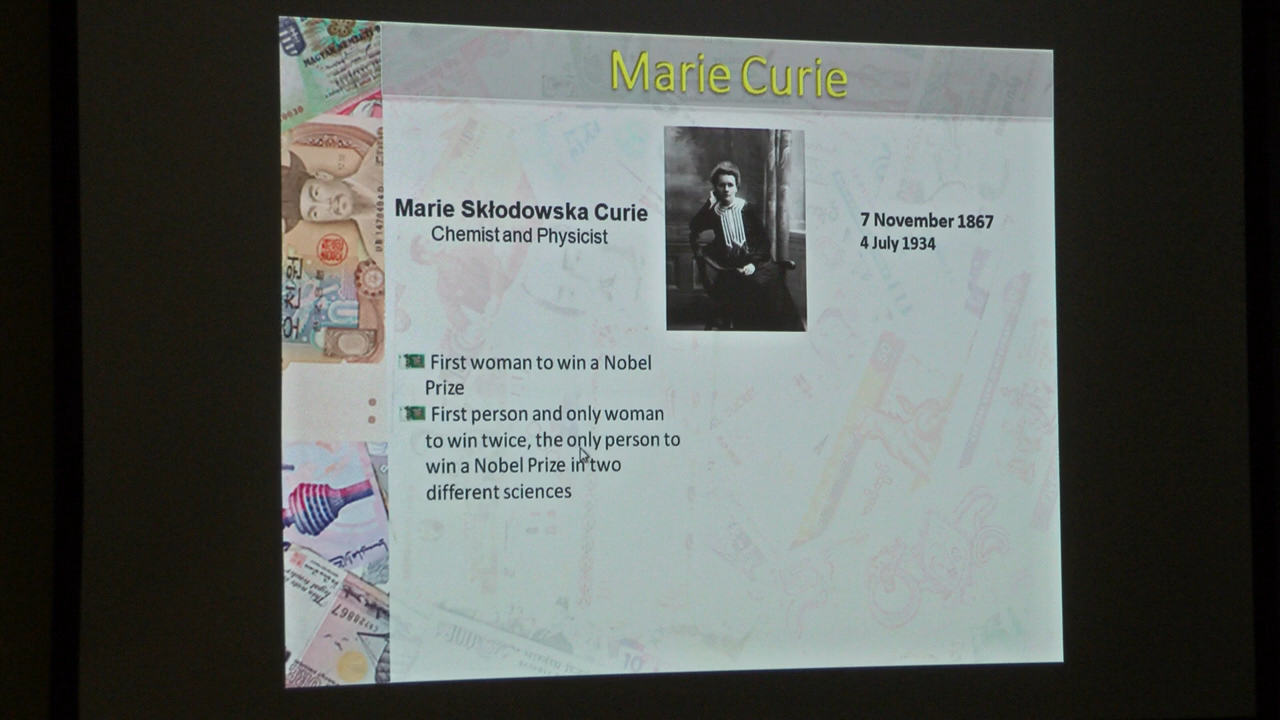 Marie Curie
Marie Skłodowska Curie
Chemist and Physicist
7 November 1867
4 July 1934
First woman to win a Nobel
Prize
First person and only woman
to win twice, the only person to
win a Nobel Prize in two
different sciences